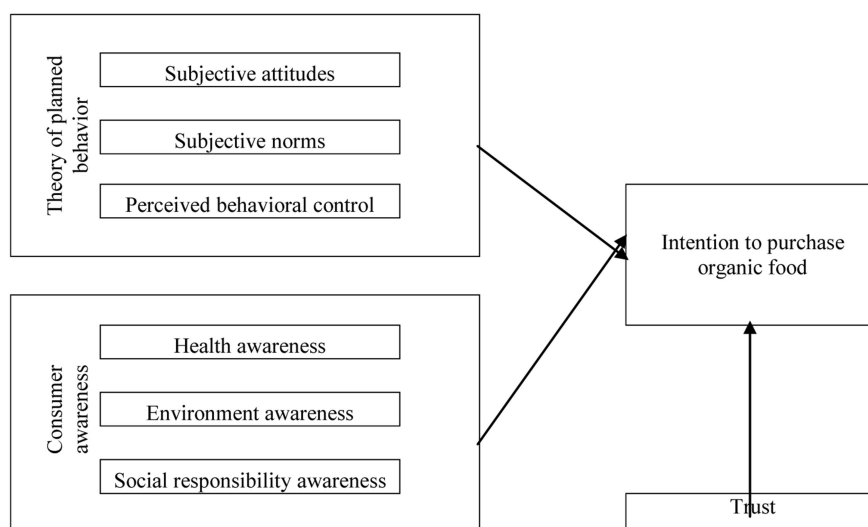 Theory of planned
behavior
Subjective attitudes
Subjective norms
Perceived behavioral control
Intention to purchase
organic food
Consumer
awareness
Health awareness
Environment awareness
Social responsibility awareness
Trust